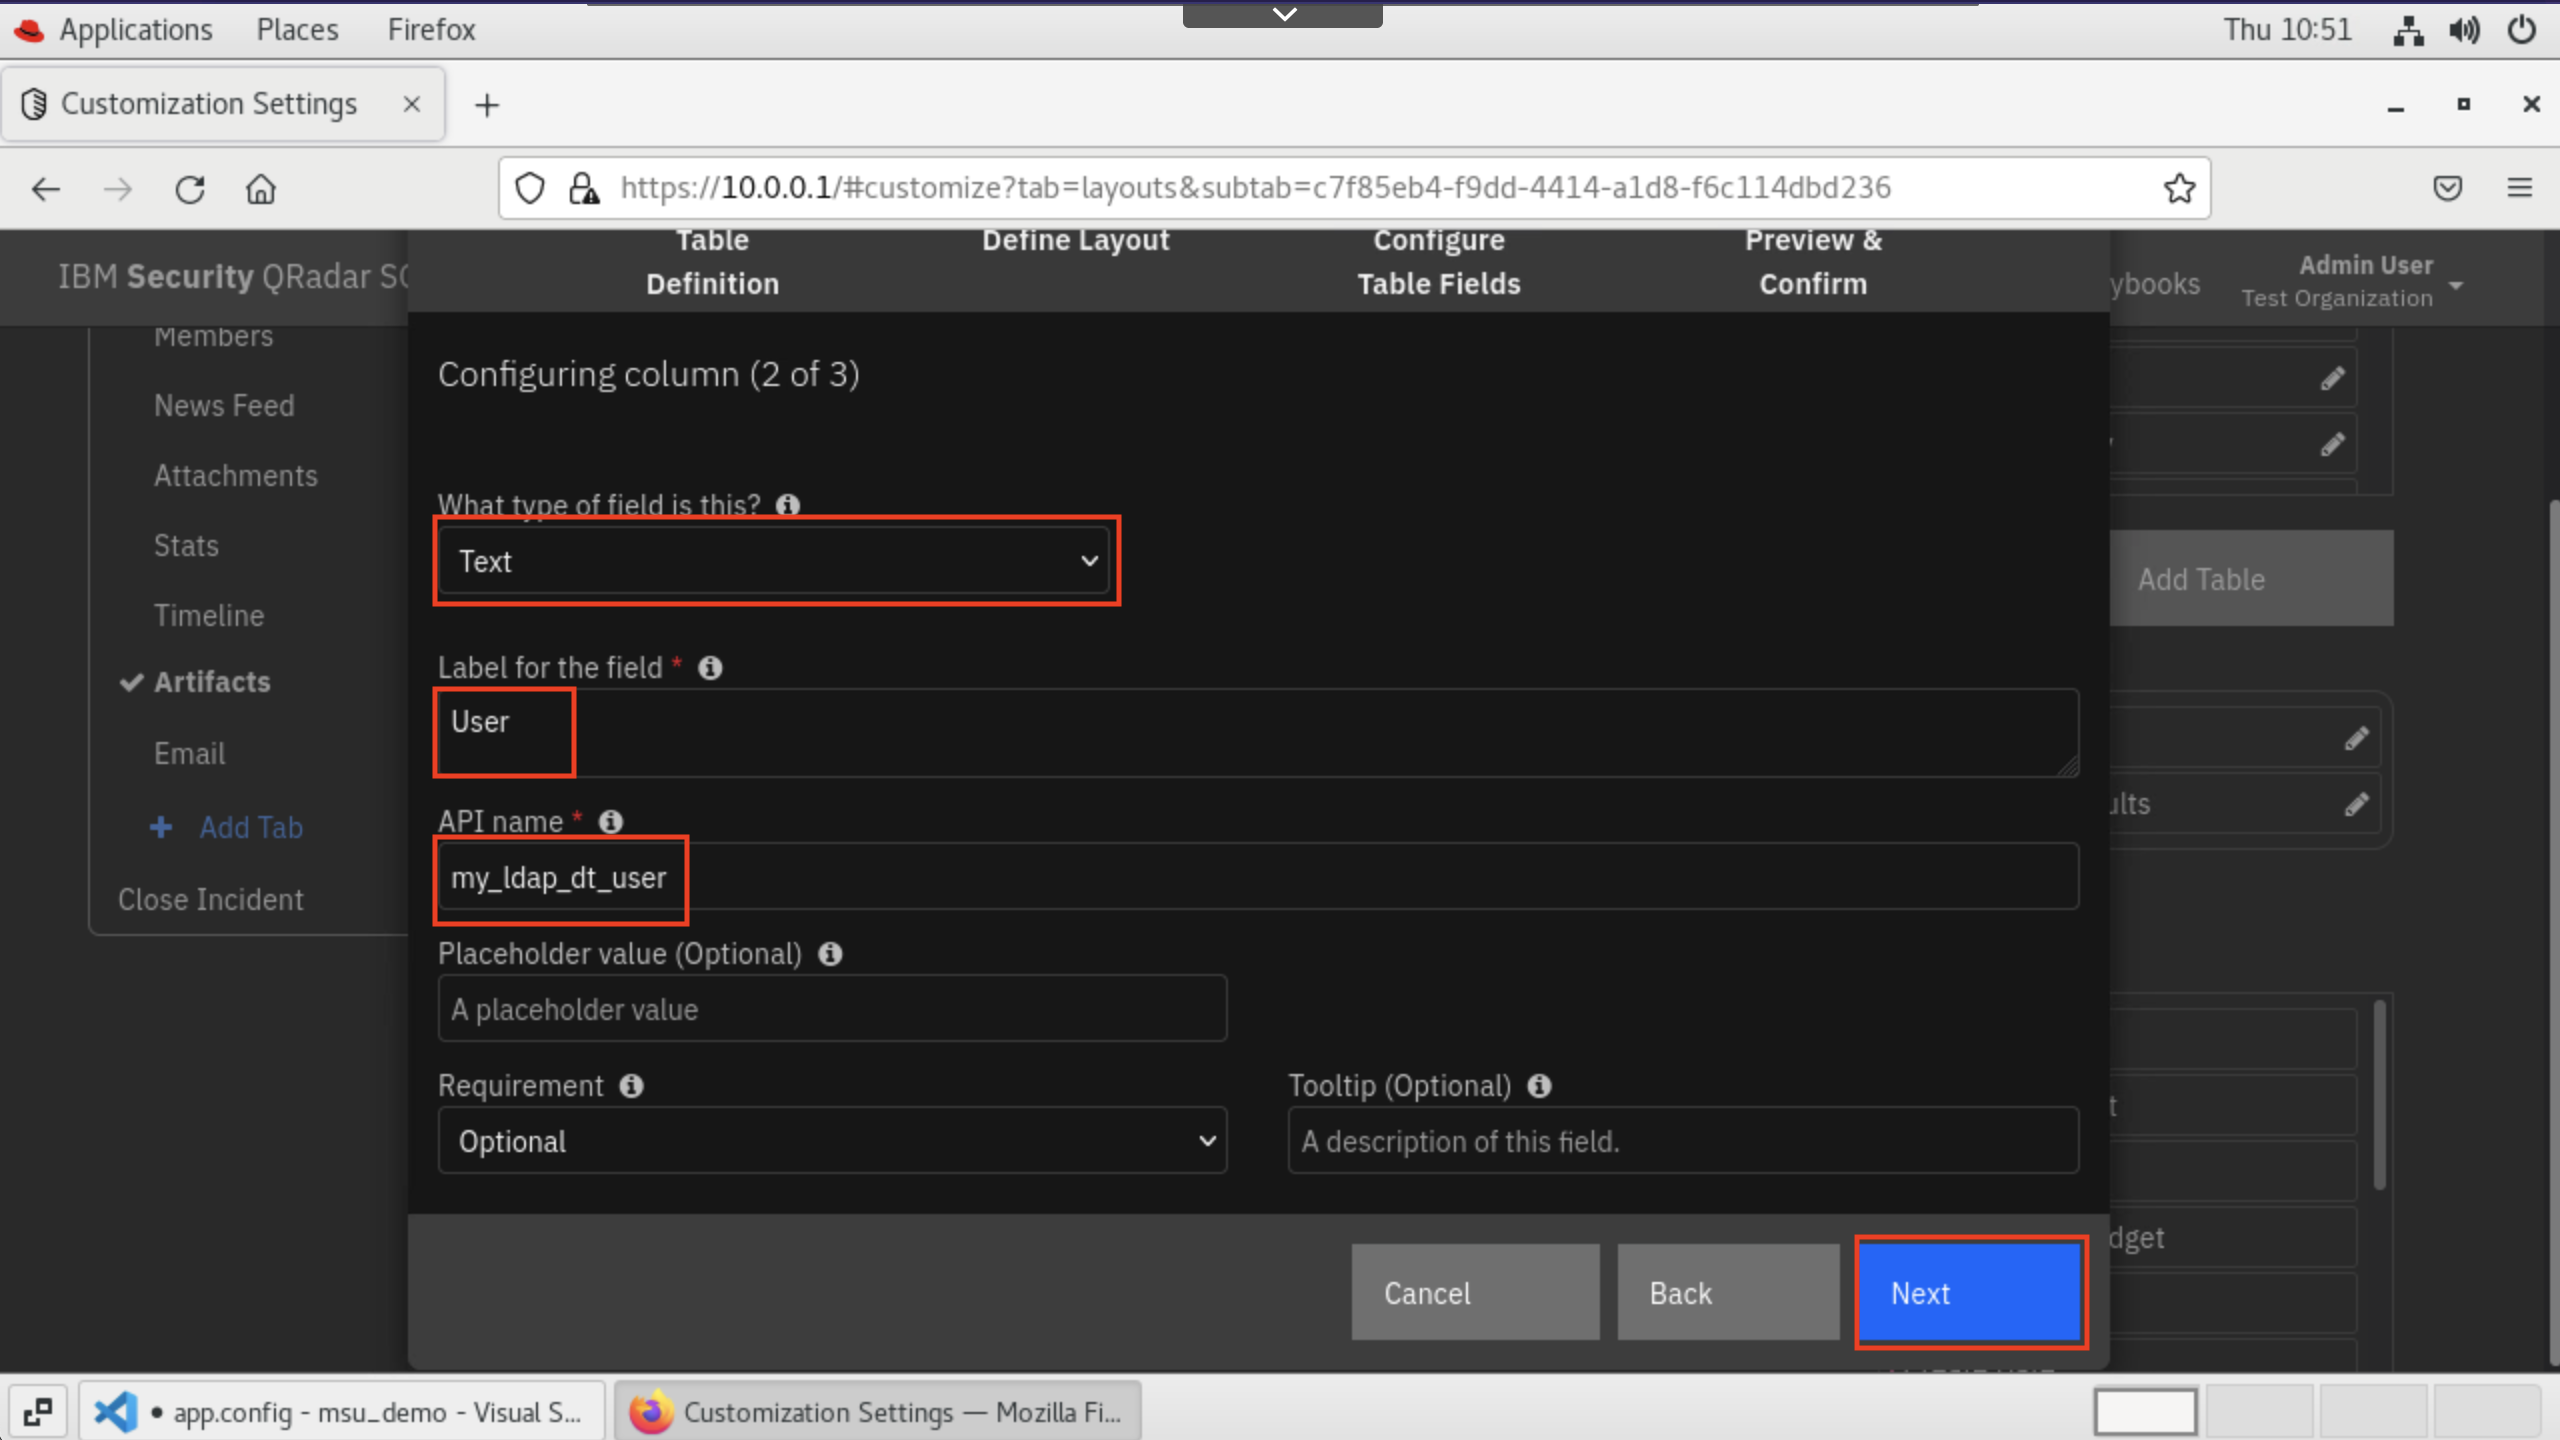 Applications Places Firefox Thu 10:51
Customization Settings
https://10.0.0.1/#customize?tab=layouts&subtab=c7f85eb4-f9dd-4414-a1d8-f6c114dbd236
IBM Security QRadar
Table Definition
Define Layout
Configure Table Fields
Preview & Confirm
Admin User
Test Organization
Members
News Feed
Attachments
Stats
Timeline
Artifacts
Email
Add Tab
Close Incident
Configuring column (2 of 3)
What type of field is this?
Text
Label for the field *
User
API name *
my_ldap_dt_user
Placeholder value (Optional)
A placeholder value
Requirement
Optional
Tooltip (Optional)
A description of this field.
Add Table
Cancel Back Next
• app.config - msu_demo - Visual S...
Customization Settings — Mozilla Fi...